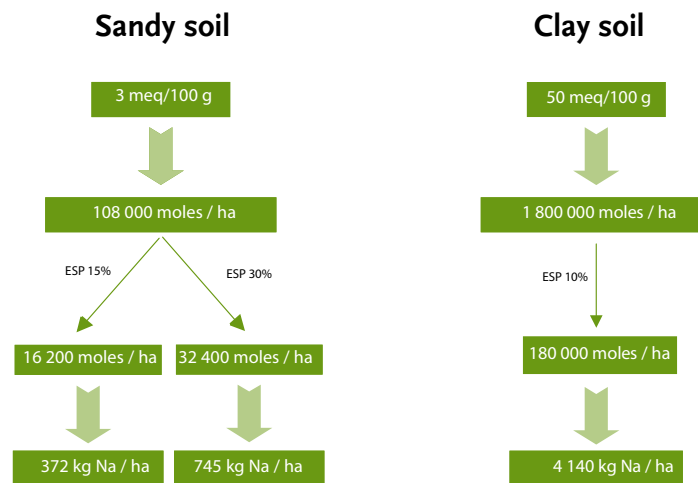 Sandy soil
Clay soil
3 meq/100 g
50 meq/100 g
108 000 moles / ha
1 800 000 moles / ha
ESP 15%
ESP 30%
ESP 10%
16 200 moles / ha
32 400 moles / ha
180 000 moles / ha
372 kg Na / ha
745 kg Na / ha
4 140 kg Na / ha